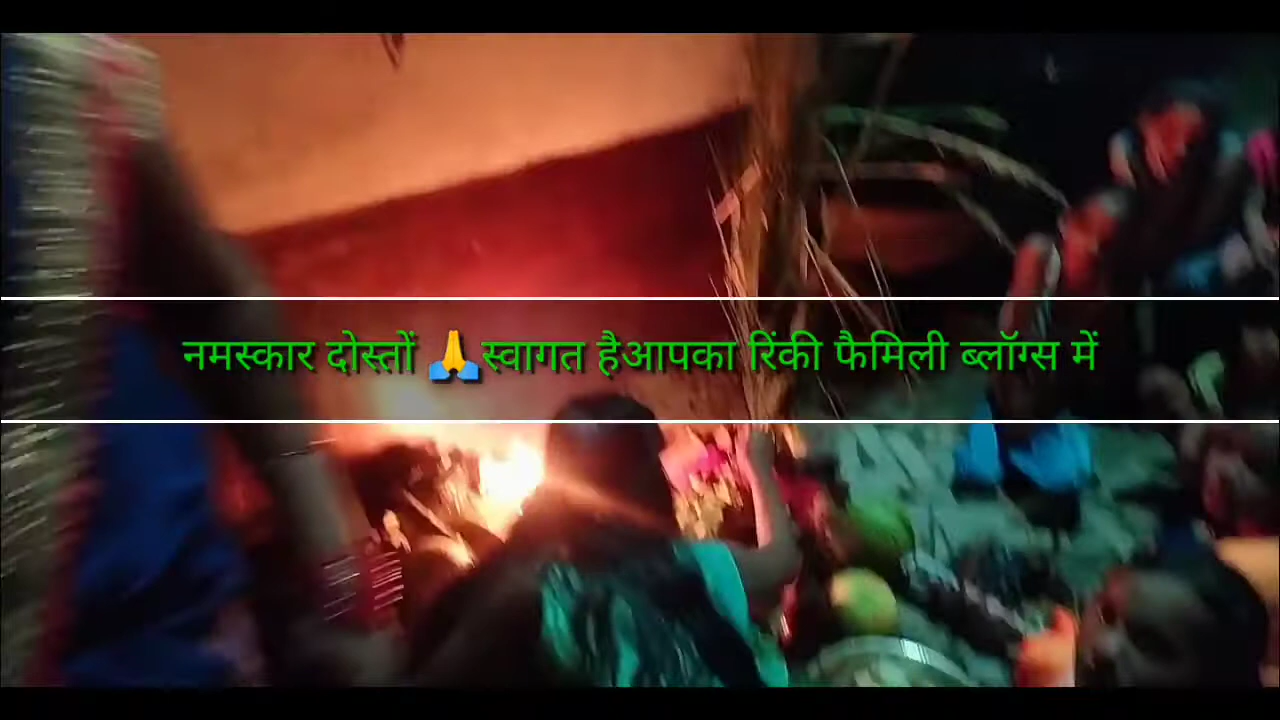 नमस्कार दोस्तों 🙏स्वागत हैआपका रिंकी फैमिली ब्लॉग्स में